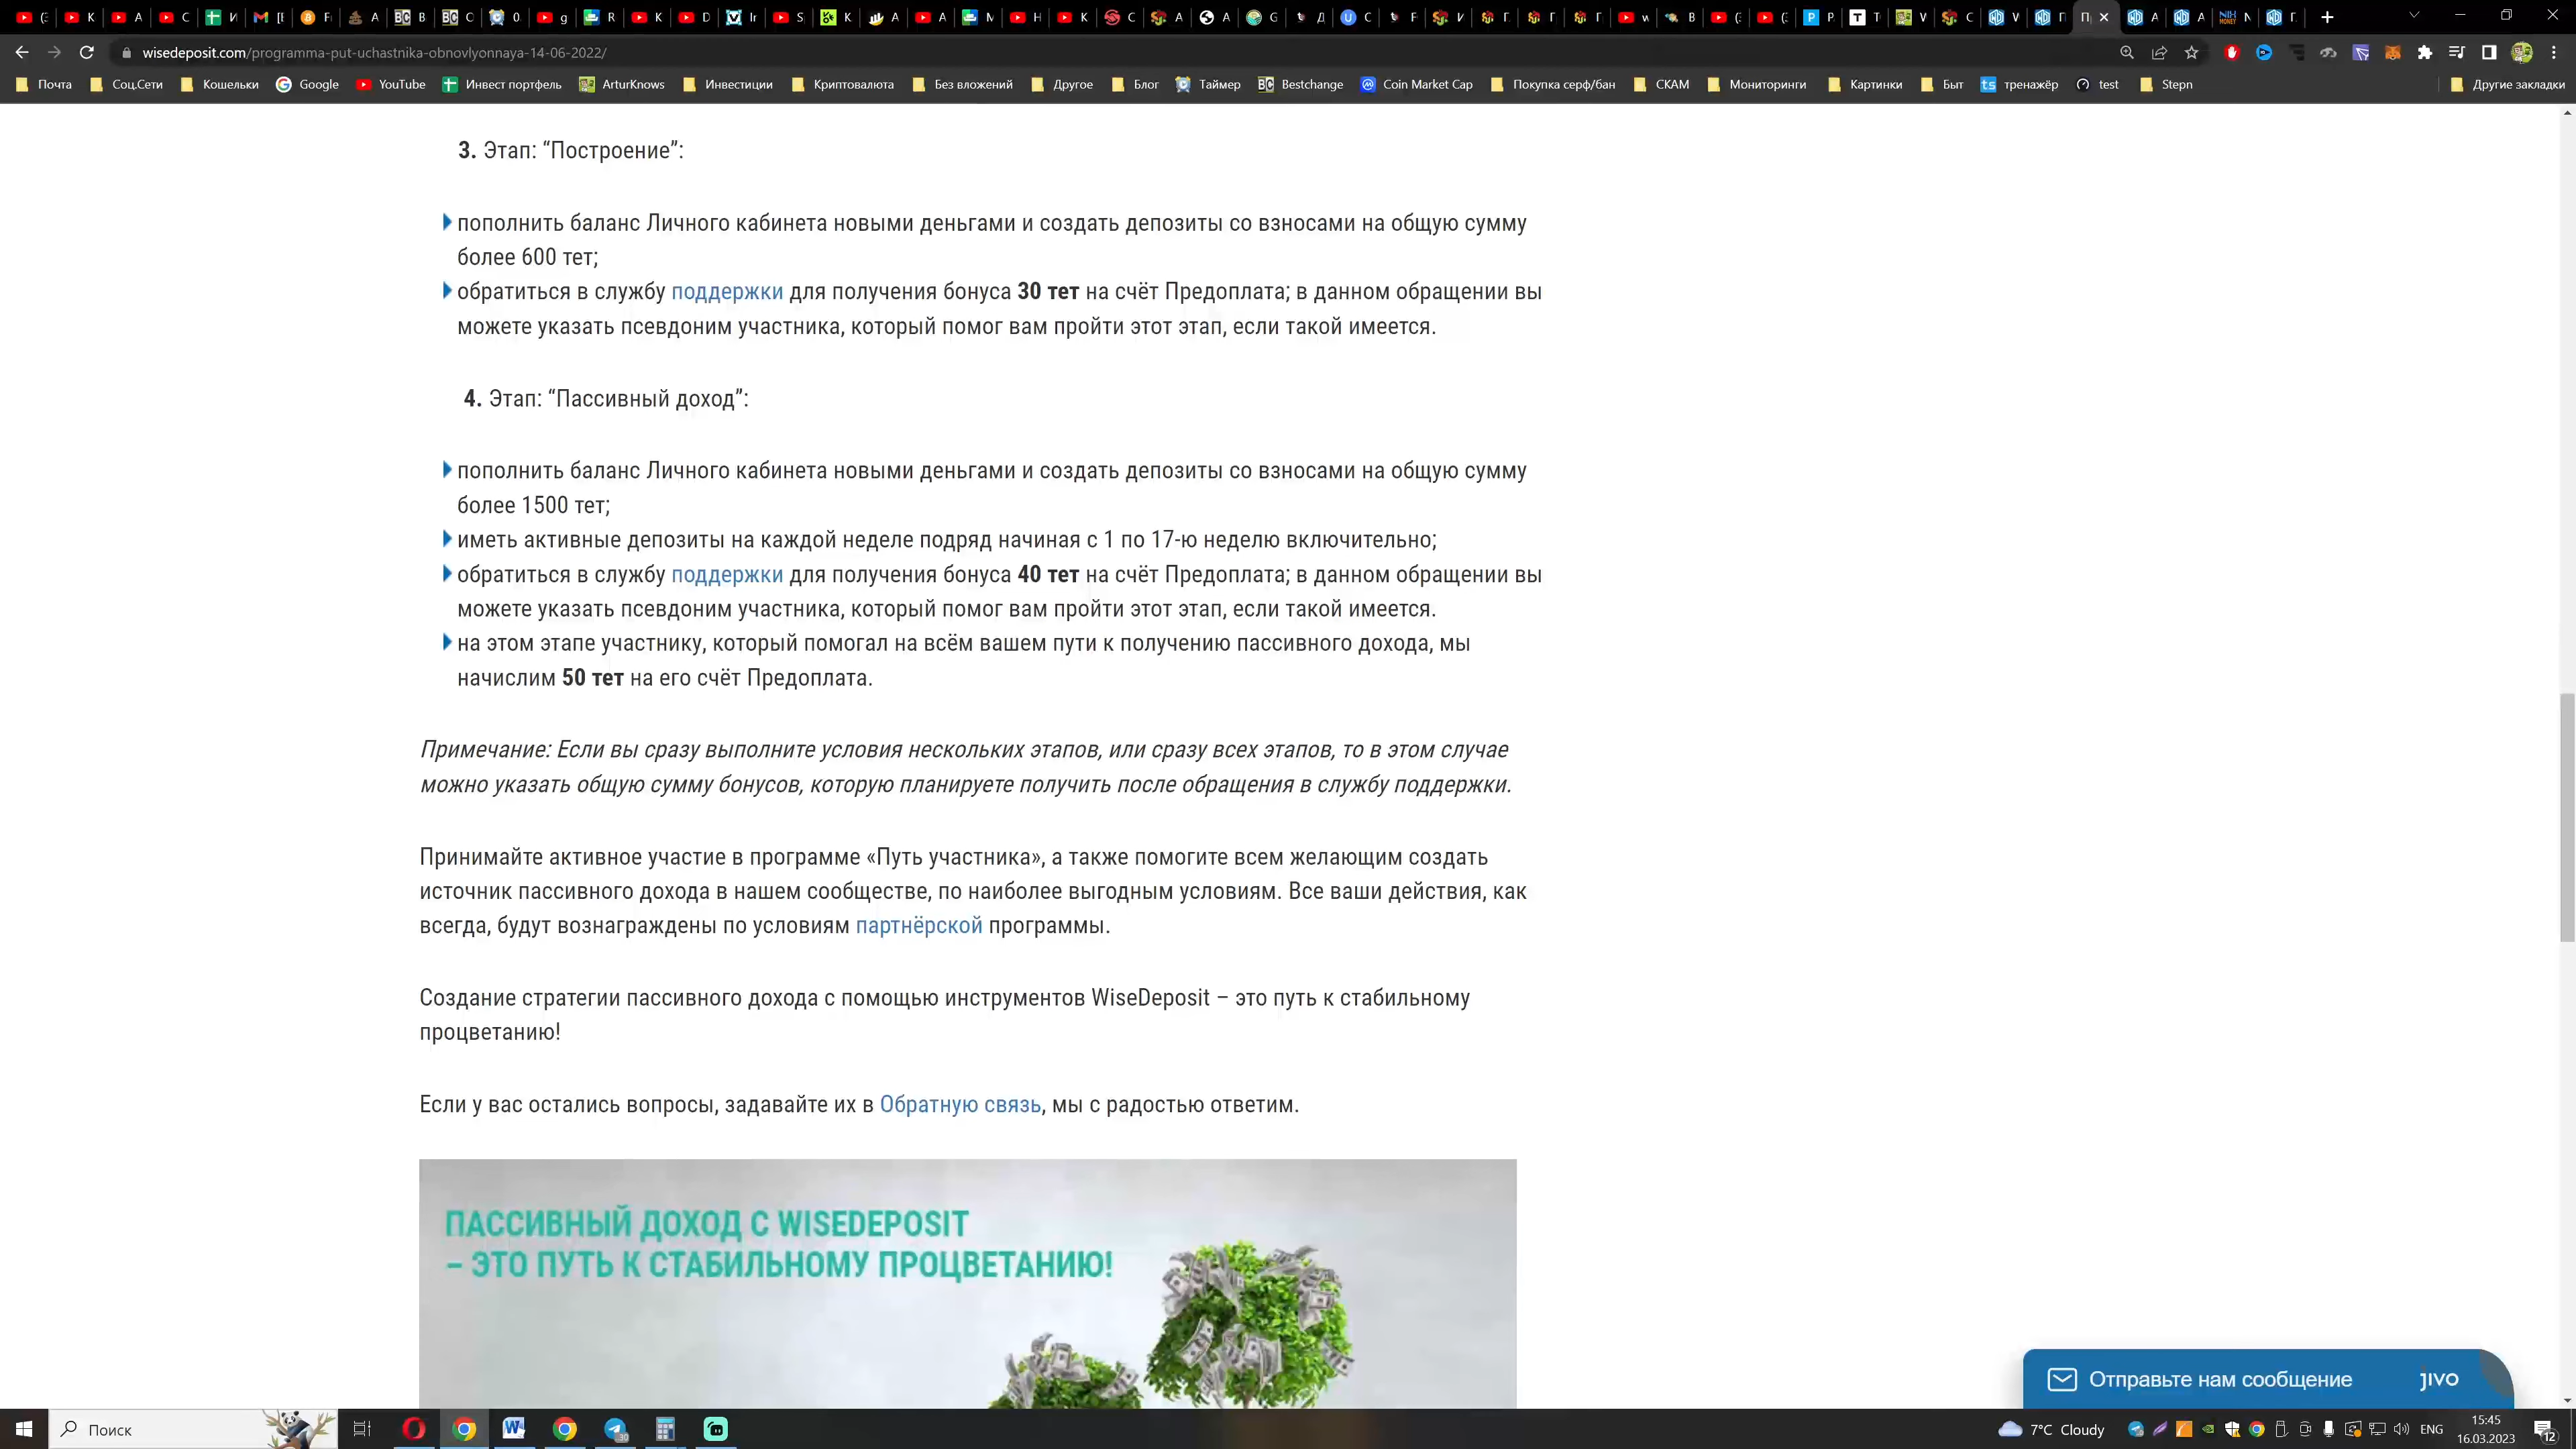 wisedeposit.com/programma-put-uchastnika-obnovlyonnaya-14-06-2022/
Почта Соц.Сети Кошельки Google YouTube Инвест портфель ArturKnows Инвестиции Криптовалюта Без вложений Другое Блог Таймер Bestchange Coin Market Cap Покупка серф/бан СКАМ Мониторинги Картинки Быт тренажёр test Stepn Другие закладки
3. Этап: “Построение”:
пополнить баланс Личного кабинета новыми деньгами и создать депозиты со взносами на общую сумму
более 600 тет;
обратиться в службу поддержки для получения бонуса 30 тет на счёт Предоплата; в данном обращении вы
можете указать псевдоним участника, который помог вам пройти этот этап, если такой имеется.
4. Этап: “Пассивный доход”:
пополнить баланс Личного кабинета новыми деньгами и создать депозиты со взносами на общую сумму
более 1500 тет;
иметь активные депозиты на каждой неделе подряд начиная с 1 по 17-ю неделю включительно;
обратиться в службу поддержки для получения бонуса 40 тет на счёт Предоплата; в данном обращении вы
можете указать псевдоним участника, который помог вам пройти этот этап, если такой имеется.
на этом этапе участнику, который помогал на всём вашем пути к получению пассивного дохода, мы
начислим 50 тет на его счёт Предоплата.
Примечание: Если вы сразу выполните условия нескольких этапов, или сразу всех этапов, то в этом случае
можно указать общую сумму бонусов, которую планируете получить после обращения в службу поддержки.
Принимайте активное участие в программе «Путь участника», а также помогите всем желающим создать
источник пассивного дохода в нашем сообществе, по наиболее выгодным условиям. Все ваши действия, как
всегда, будут вознаграждены по условиям партнёрской программы.
Создание стратегии пассивного дохода с помощью инструментов WiseDeposit – это путь к стабильному
процветанию!
Если у вас остались вопросы, задавайте их в Обратную связь, мы с радостью ответим.
ПАССИВНЫЙ ДОХОД С WISEDEPOSIT
– ЭТО ПУТЬ К СТАБИЛЬНОМУ ПРОЦВЕТАНИЮ!
Отправьте нам сообщение jivo
Поиск 7°C Cloudy ENG 15:45
16.03.2023 12